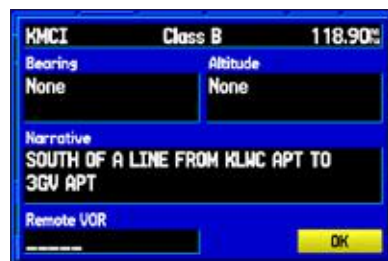 KMCI Class B 118.90
Bearing Altitude
None None
Narrative
SOUTH OF A LINE FROM KLWC APT TO
3GV APT
Remote VOR
_____
OK